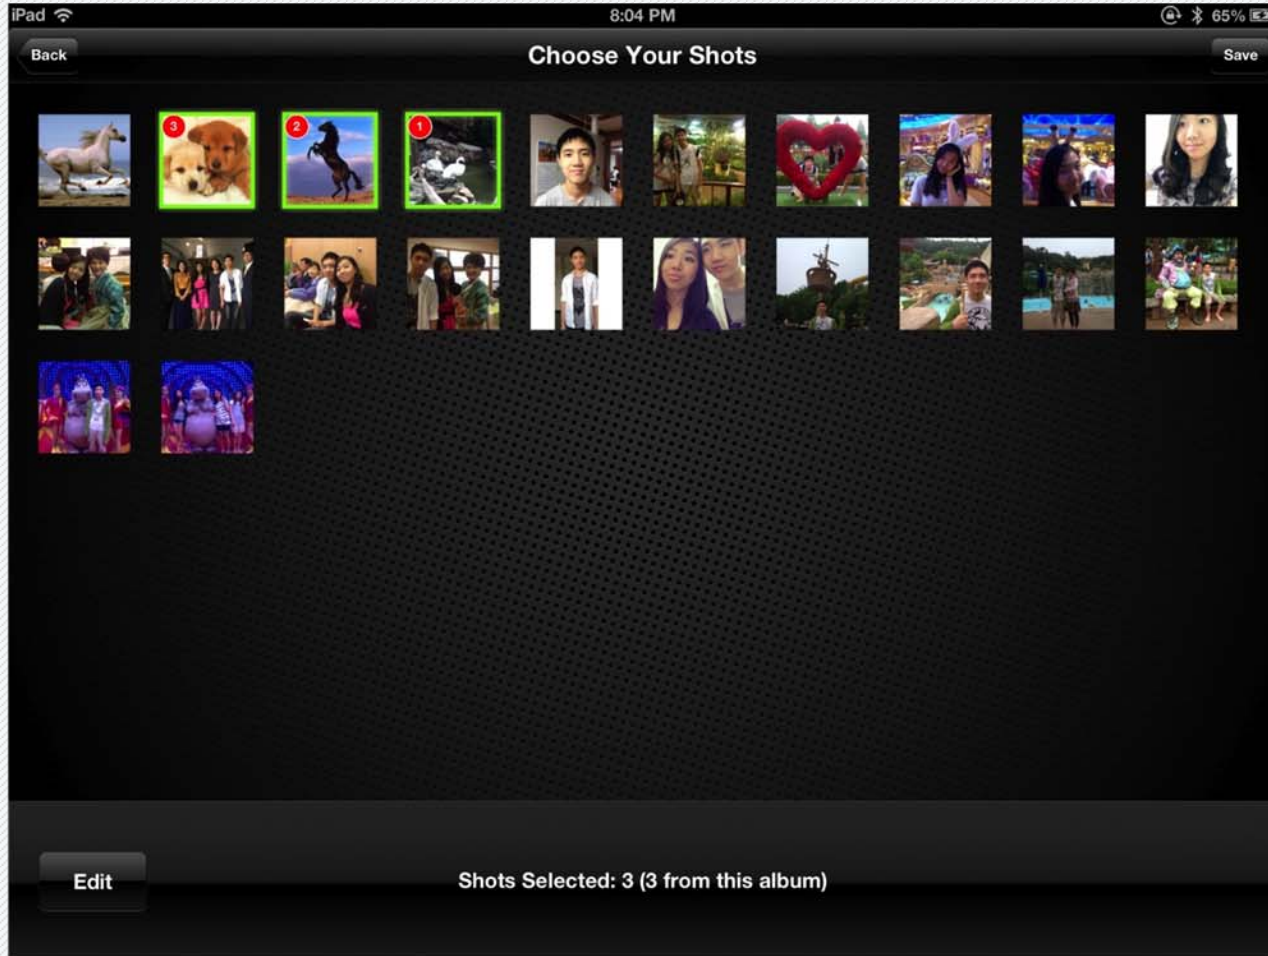 iPad 8:04 PM 65%
Back Choose Your Shots Save
3 2 1
Edit Shots Selected: 3 (3 from this album)